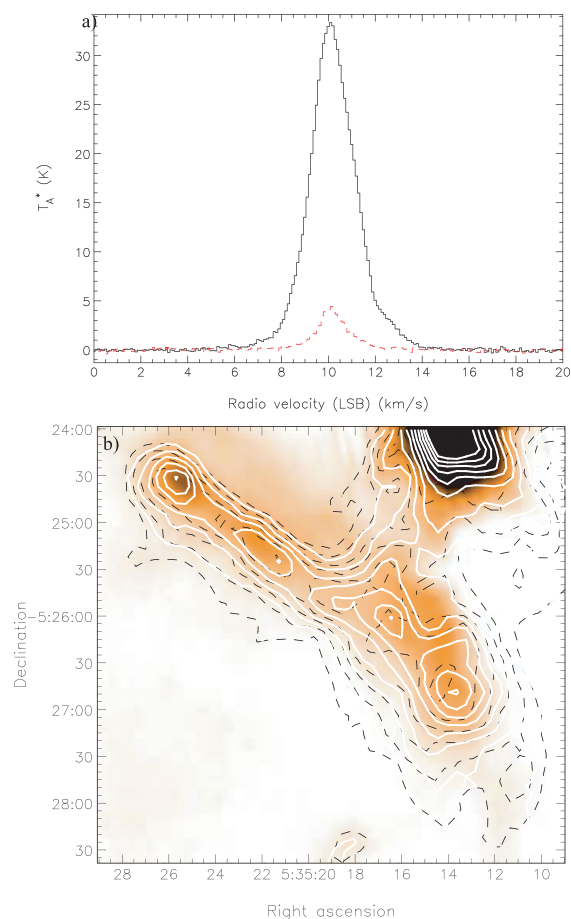 a)
30
25
20
15
10
5
0
T_A* (K)
0 2 4 6 8 10 12 14 16 18 20
Radio velocity (LSB) (km/s)
b)
24:00
30
25:00
30
-5:26:00
30
27:00
30
28:00
30
Declination
28 26 24 22 5:35:20 18 16 14 12 10
Right ascension